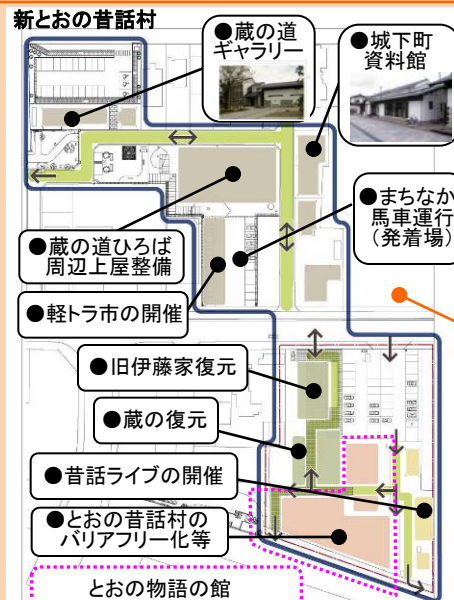 新とおの昔話村
●蔵の道
ギャラリー
●城下町
資料館
●まちなか
馬車運行
(発着場)
●蔵の道ひろば
周辺上屋整備
●軽トラ市の開催
●旧伊藤家復元
●蔵の復元
●昔話ライブの開催
●とおの昔話村の
バリアフリー化等
とおの物語の館